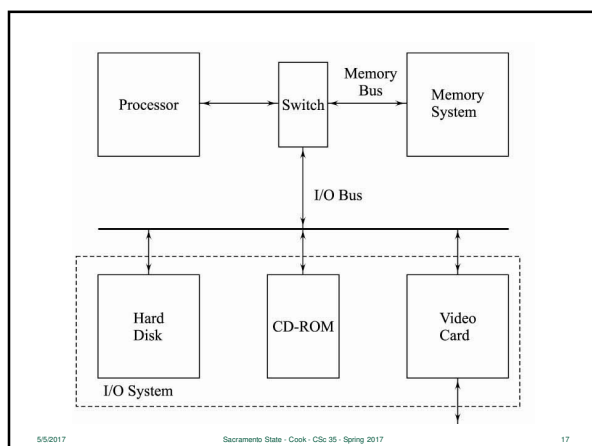 Processor
Switch
Memory
Bus
Memory
System
I/O Bus
Hard
Disk
CD-ROM
Video
Card
I/O System
5/5/2017
Sacramento State - Cook - CSc 35 - Spring 2017
17